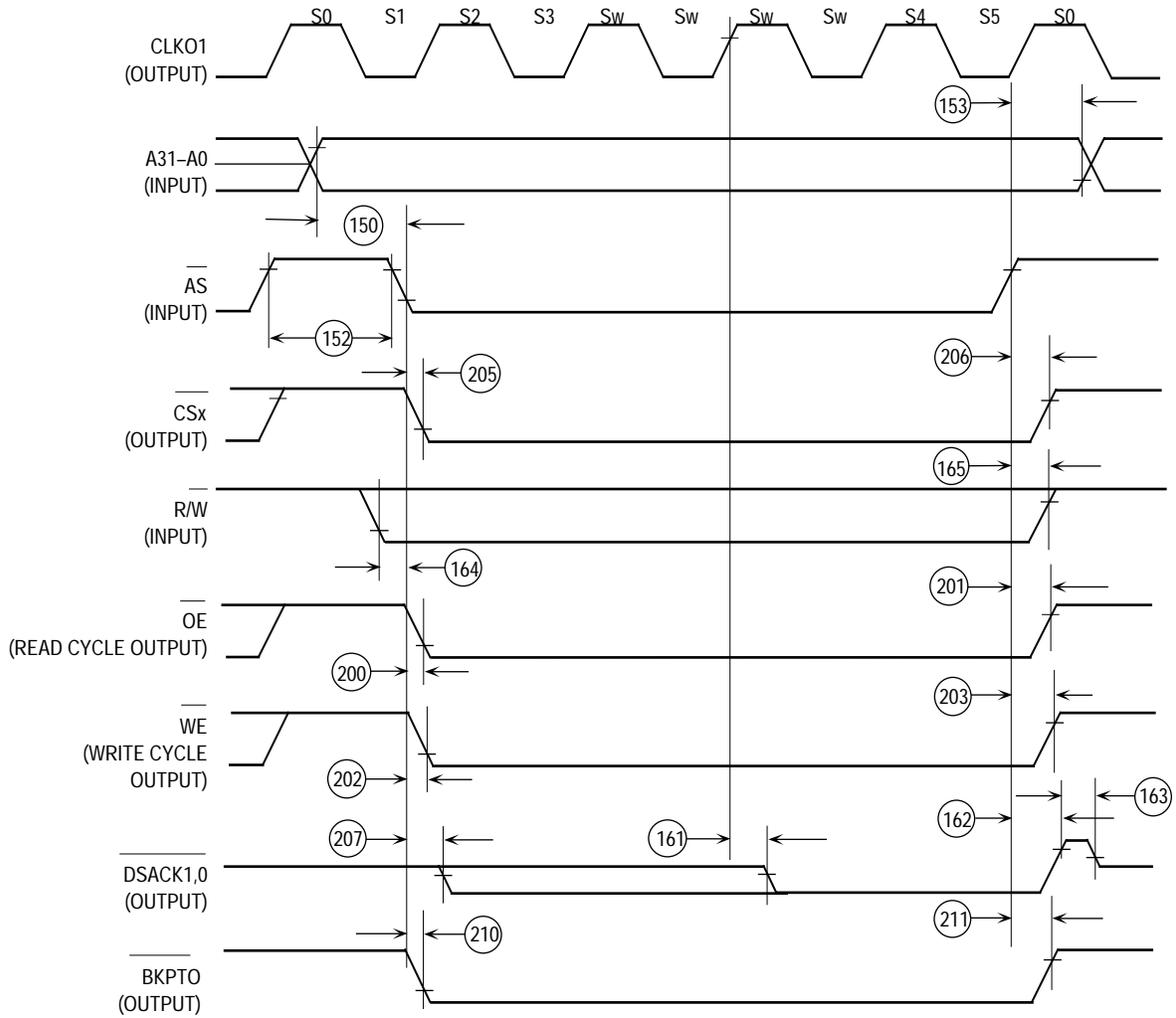 S0 S1 S2 S3 Sw Sw Sw Sw S4 S5 S0
CLKO1
(OUTPUT)
153
A31–A0
(INPUT)
150
AS
(INPUT)
152
206
205
CSx
(OUTPUT)
165
R/W
(INPUT)
164
201
OE
(READ CYCLE OUTPUT)
200
203
WE
(WRITE CYCLE
OUTPUT)
202
163
162
207
161
DSACK1,0
(OUTPUT)
211
210
BKPTO
(OUTPUT)